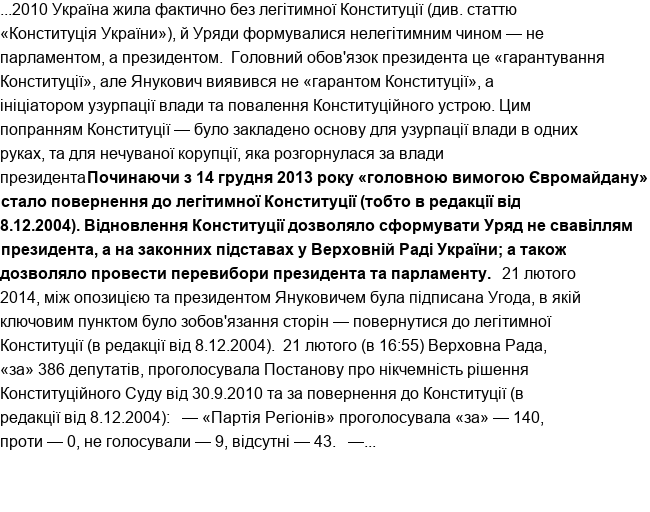 ...2010 Україна жила фактично без легітимної Конституції (див. статтю
«Конституція України»), й Уряди формувалися нелегітимним чином — не
парламентом, а президентом.  Головний обов'язок президента це «гарантування
Конституції», але Янукович виявився не «гарантом Конституції», а
ініціатором узурпації влади та повалення Конституційного устрою. Цим
попранням Конституції — було закладено основу для узурпації влади в одних
руках, та для нечуваної корупції, яка розгорнулася за влади
президентаПочинаючи з 14 грудня 2013 року «головною вимогою Євромайдану»
стало повернення до легітимної Конституції (тобто в редакції від
8.12.2004). Відновлення Конституції дозволяло сформувати Уряд не свавіллям
президента, а на законних підставах у Верховній Раді України; а також
дозволяло провести перевибори президента та парламенту.   21 лютого
2014, між опозицією та президентом Януковичем була підписана Угода, в якій
ключовим пунктом було зобов'язання сторін — повернутися до легітимної
Конституції (в редакції від 8.12.2004).  21 лютого (в 16:55) Верховна Рада,
«за» 386 депутатів, проголосувала Постанову про нікчемність рішення
Конституційного Суду від 30.9.2010 та за повернення до Конституції (в
редакції від 8.12.2004):   — «Партія Регіонів» проголосувала «за» — 140,
проти — 0, не голосували — 9, відсутні — 43.   —...